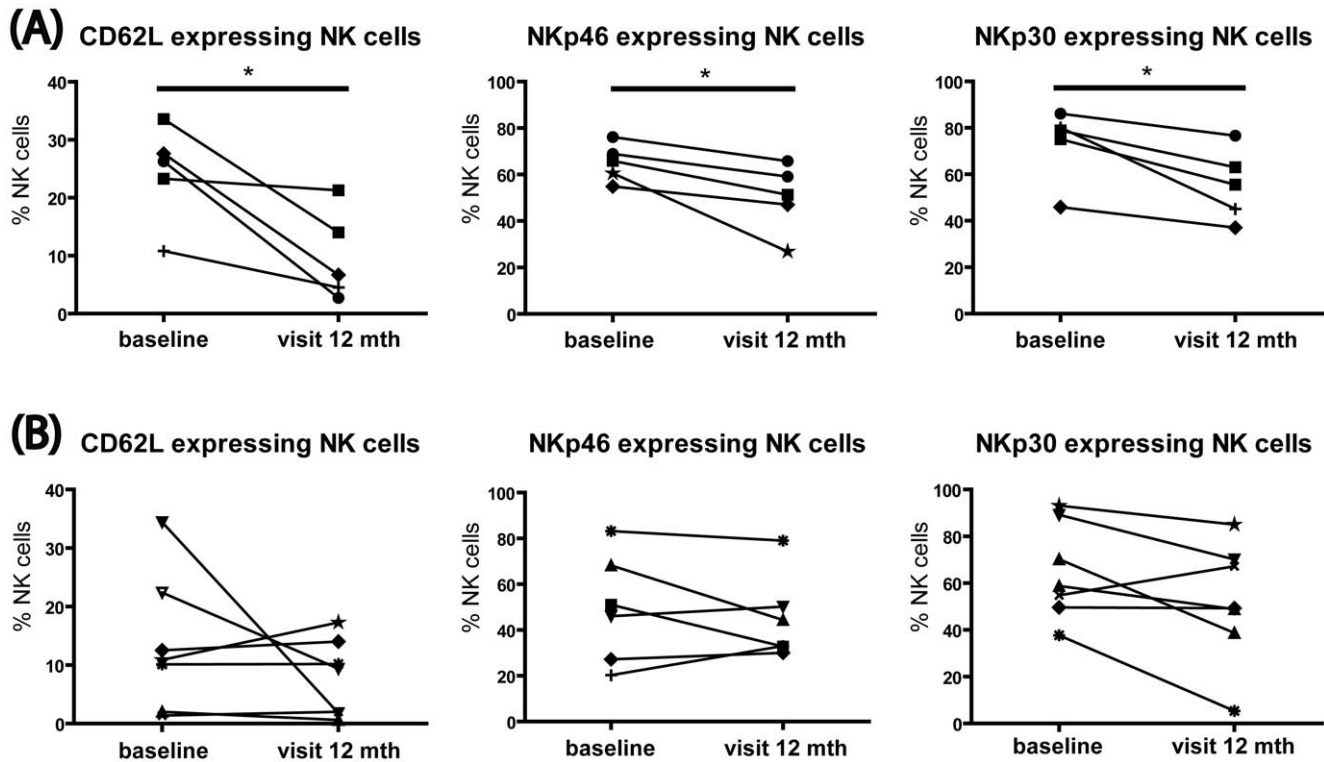 (A)
CD62L expressing NK cells
*
% NK cells
40
30
20
10
0
baseline visit 12 mth
NKp46 expressing NK cells
*
% NK cells
100
80
60
40
20
0
baseline visit 12 mth
NKp30 expressing NK cells
*
% NK cells
100
80
60
40
20
0
baseline visit 12 mth
(B)
CD62L expressing NK cells
% NK cells
40
30
20
10
0
baseline visit 12 mth
NKp46 expressing NK cells
% NK cells
100
80
60
40
20
0
baseline visit 12 mth
NKp30 expressing NK cells
% NK cells
100
80
60
40
20
0
baseline visit 12 mth